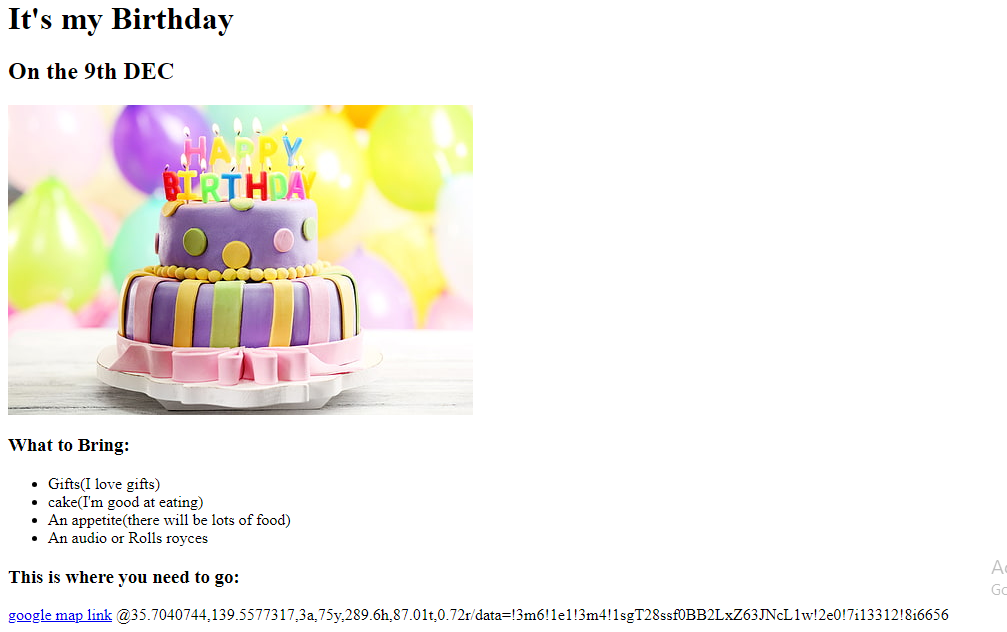 It's my Birthday
On the 9th DEC
HAPPY
BIRTHDAY
What to Bring:
Gifts(I love gifts)
cake(I'm good at eating)
An appetite(there will be lots of food)
An audio or Rolls royces
This is where you need to go:
google map link @35.7040744,139.5577317,3a,75y,289.6h,87.01t,0.72r/data=!3m6!1e1!3m4!1sgT28ssf0BB2LxZ63JNcL1w!2e0!7i13312!8i6656